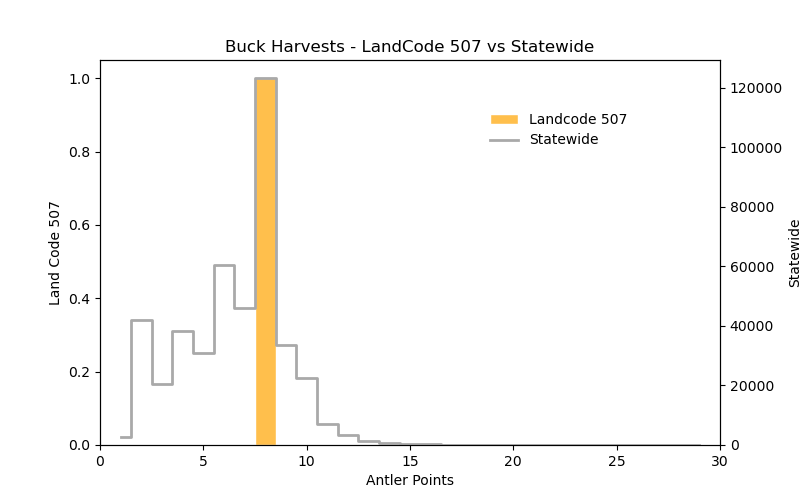 Buck Harvests - LandCode 507 vs Statewide
Landcode 507
Statewide
Land Code 507
1.0
0.8
0.6
0.4
0.2
0.0
120000
100000
80000
60000
40000
20000
0
Statewide
0 5 10 15 20 25 30
Antler Points